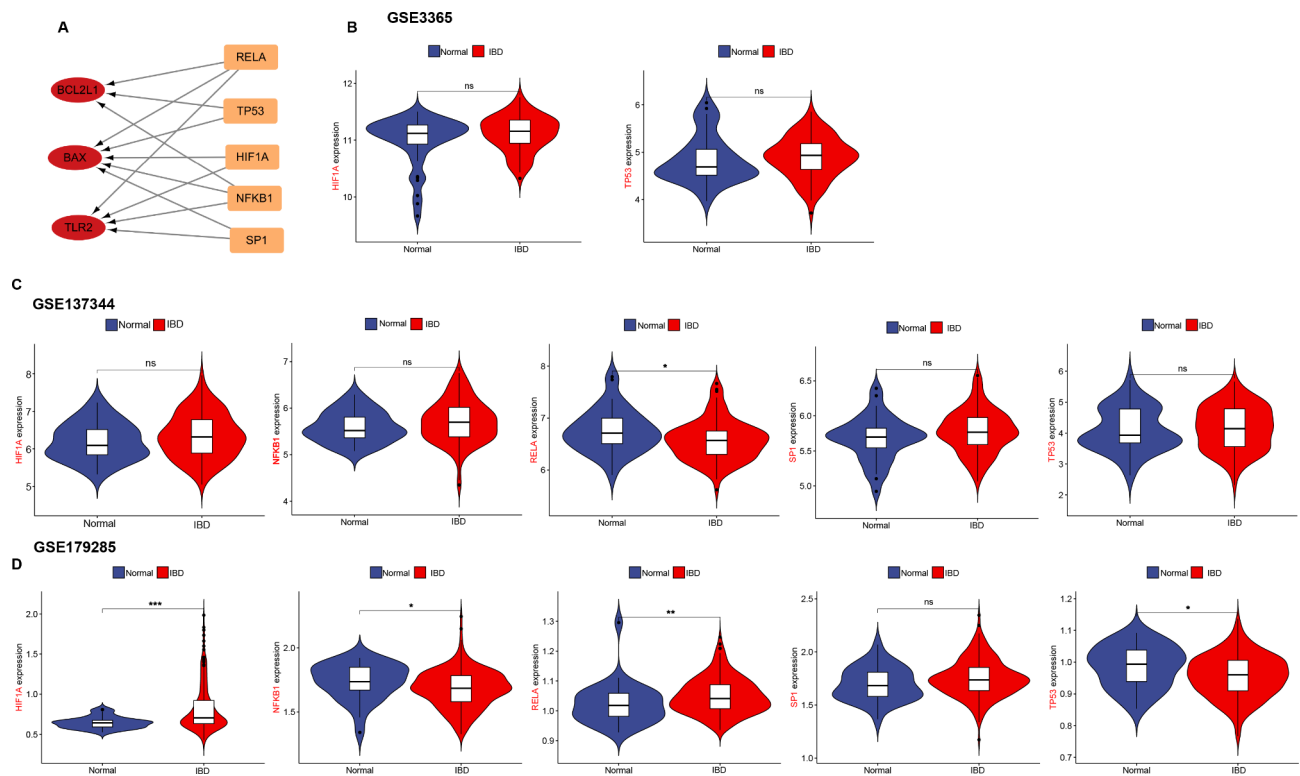 A
RELA
BCL2L1
TP53
BAX
HIF1A
NFKB1
TLR2
SP1
B
GSE3365
Normal IBD
HIF1A expression
12
11
10
ns
Normal IBD
Normal IBD
TP53 expression
6
5
4
ns
Normal IBD
C
GSE137344
Normal IBD
HIF1A expression
8
7
6
5
ns
Normal IBD
Normal IBD
NFKB1 expression
7
6
5
4
ns
Normal IBD
Normal IBD
RELA expression
8
7
6
*
Normal IBD
Normal IBD
SP1 expression
6.5
6.0
5.5
5.0
ns
Normal IBD
Normal IBD
TP53 expression
6
5
4
3
2
ns
Normal IBD
D
GSE179285
Normal IBD
HIF1A expression
2.0
1.5
1.0
0.5
***
Normal IBD
Normal IBD
NFKB1 expression
2.0
1.5
*
Normal IBD
Normal IBD
RELA expression
1.3
1.2
1.1
1.0
0.9
**
Normal IBD
Normal IBD
SP1 expression
2.5
2.0
1.5
1.0
ns
Normal IBD
Normal IBD
TP53 expression
1.2
1.1
1.0
0.9
0.8
0.7
*
Normal IBD